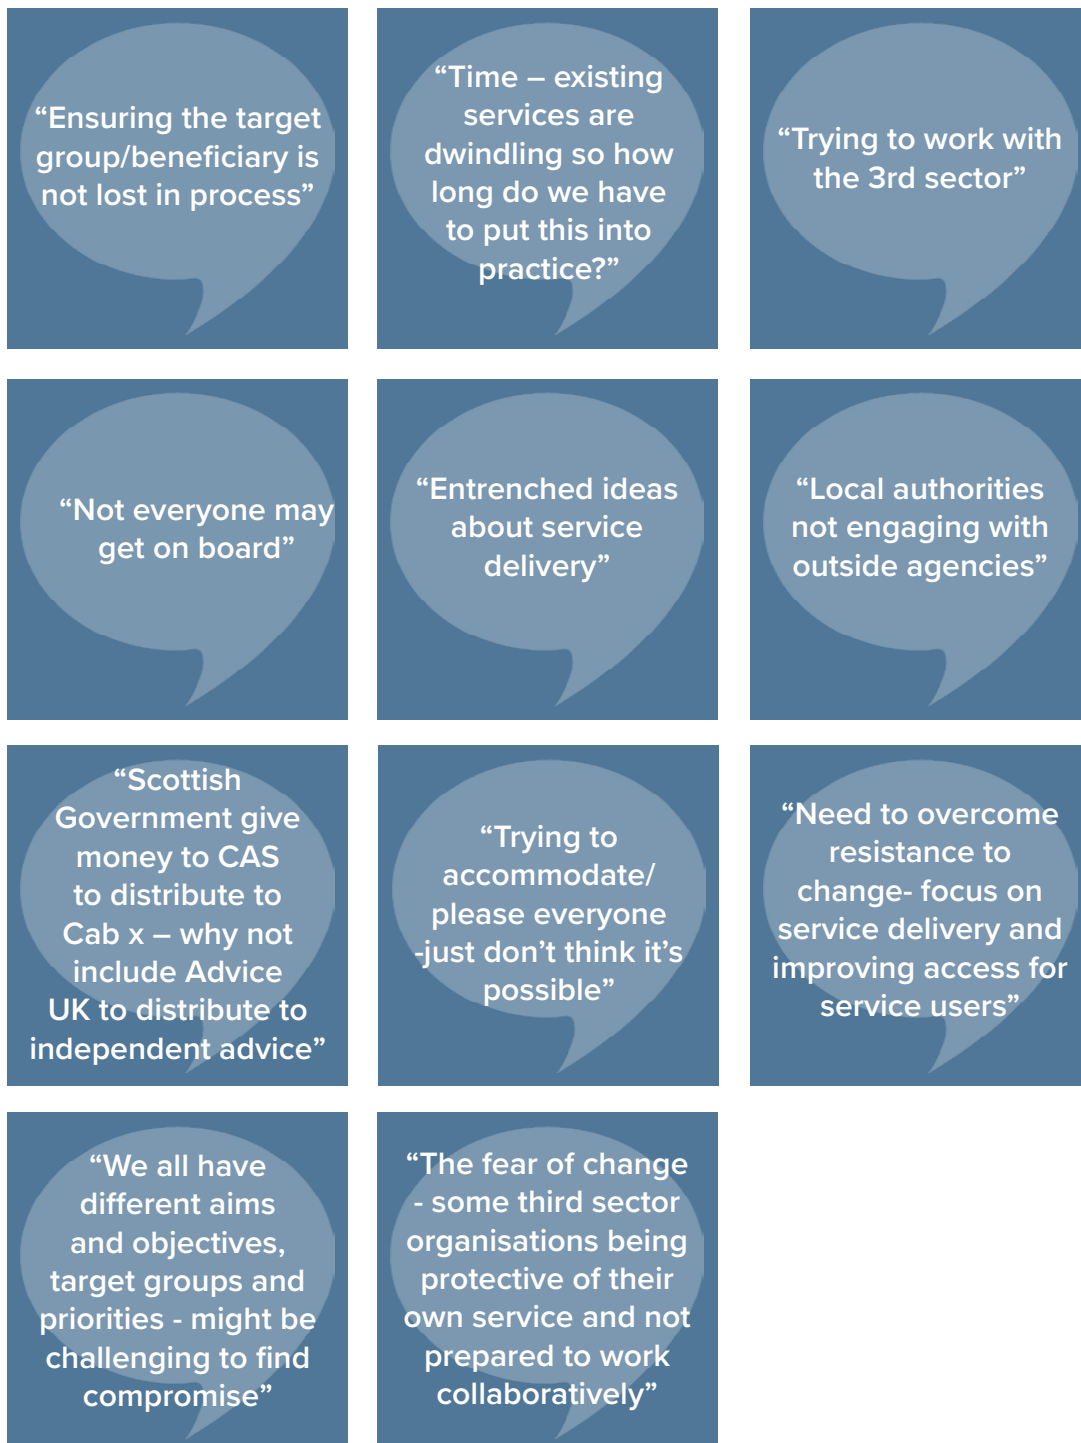 “Ensuring the target
group/beneficiary is
not lost in process”
“Time – existing
services are
dwindling so how
long do we have
to put this into
practice?”
“Trying to work with
the 3rd sector”
“Not everyone may
get on board”
“Entrenched ideas
about service
delivery”
“Local authorities
not engaging with
outside agencies”
“Scottish
Government give
money to CAS
to distribute to
Cab x – why not
include Advice
UK to distribute to
independent advice”
“Trying to
accommodate/
please everyone
-just don’t think it’s
possible”
“Need to overcome
resistance to
change- focus on
service delivery and
improving access for
service users”
“We all have
different aims
and objectives,
target groups and
priorities - might be
challenging to find
compromise”
“The fear of change
- some third sector
organisations being
protective of their
own service and not
prepared to work
collaboratively”